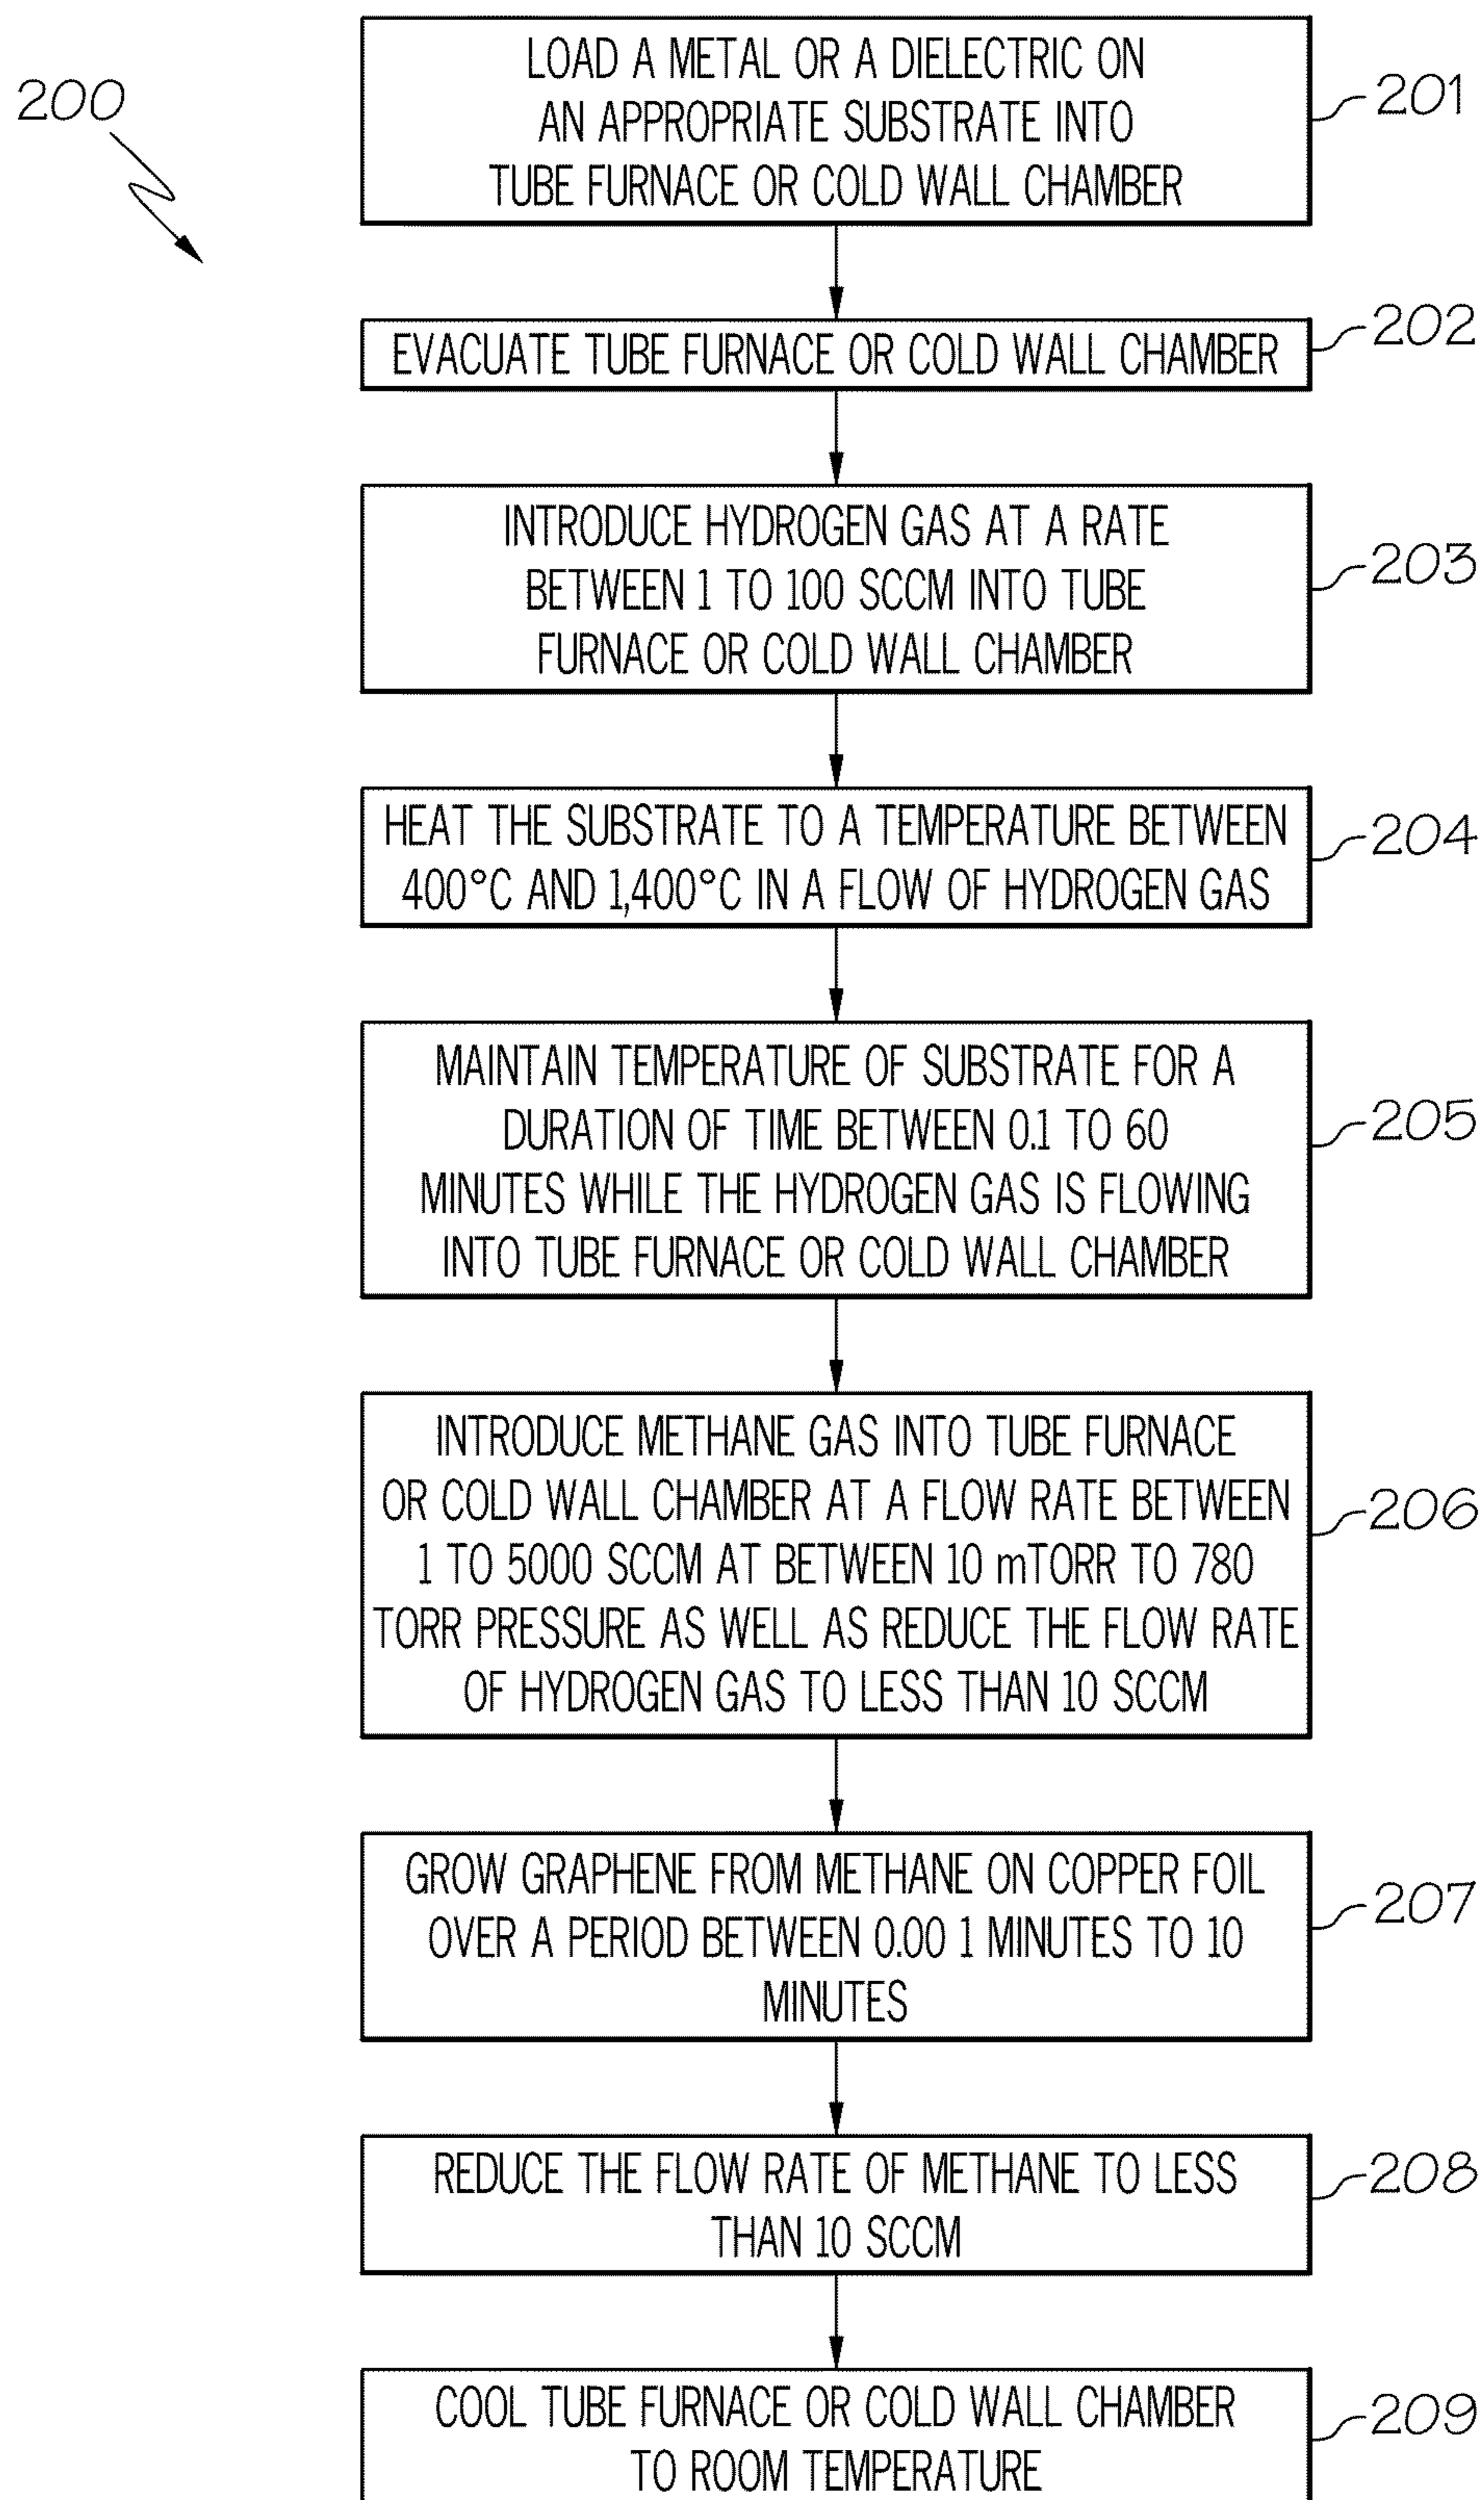 200
LOAD A METAL OR A DIELECTRIC ON
AN APPROPRIATE SUBSTRATE INTO
TUBE FURNACE OR COLD WALL CHAMBER
201
EVACUATE TUBE FURNACE OR COLD WALL CHAMBER
202
INTRODUCE HYDROGEN GAS AT A RATE
BETWEEN 1 TO 100 SCCM INTO TUBE
FURNACE OR COLD WALL CHAMBER
203
HEAT THE SUBSTRATE TO A TEMPERATURE BETWEEN
400°C AND 1,400°C IN A FLOW OF HYDROGEN GAS
204
MAINTAIN TEMPERATURE OF SUBSTRATE FOR A
DURATION OF TIME BETWEEN 0.1 TO 60
MINUTES WHILE THE HYDROGEN GAS IS FLOWING
INTO TUBE FURNACE OR COLD WALL CHAMBER
205
INTRODUCE METHANE GAS INTO TUBE FURNACE
OR COLD WALL CHAMBER AT A FLOW RATE BETWEEN
1 TO 5000 SCCM AT BETWEEN 10 mTORR TO 780
TORR PRESSURE AS WELL AS REDUCE THE FLOW RATE
OF HYDROGEN GAS TO LESS THAN 10 SCCM
206
GROW GRAPHENE FROM METHANE ON COPPER FOIL
OVER A PERIOD BETWEEN 0.00 1 MINUTES TO 10
MINUTES
207
REDUCE THE FLOW RATE OF METHANE TO LESS
THAN 10 SCCM
208
COOL TUBE FURNACE OR COLD WALL CHAMBER
TO ROOM TEMPERATURE
209